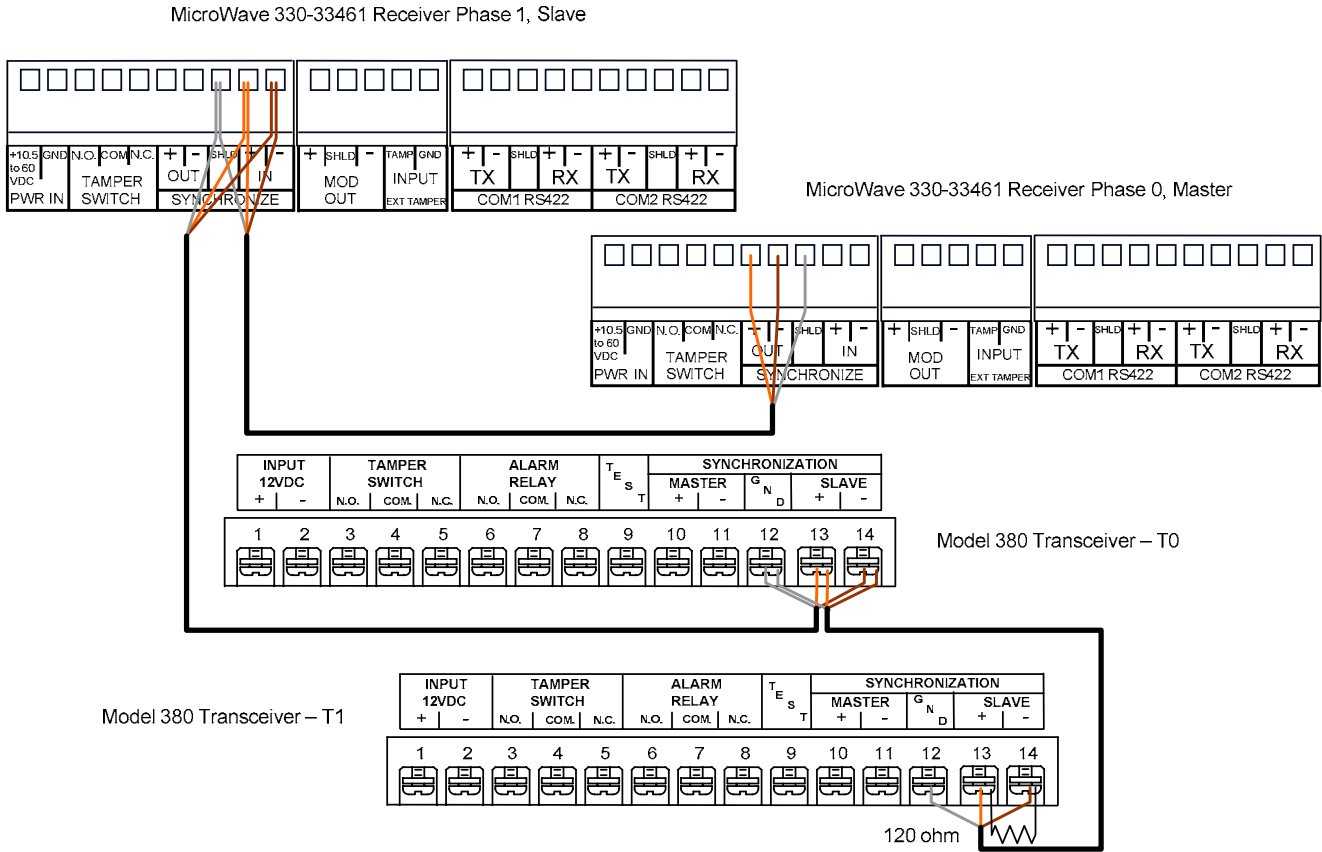 MicroWave 330-33461 Receiver Phase 1, Slave
+10.5 GND N.O. COM N.C. + - SHLD + - + SHLD - TAMP GND + - SHLD + - + - SHLD + -
to 60
VDC
TAMPER OUT IN MOD INPUT TX RX TX RX
PWR IN SWITCH SYNCHRONIZE OUT EXT TAMPER COM1 RS422 COM2 RS422
MicroWave 330-33461 Receiver Phase 0, Master
+10.5 GND N.O. COM N.C. + - SHLD + - + SHLD - TAMP GND + - SHLD + - + - SHLD + -
to 60
VDC
TAMPER OUT IN MOD INPUT TX RX TX RX
PWR IN SWITCH SYNCHRONIZE OUT EXT TAMPER COM1 RS422 COM2 RS422
INPUT TAMPER ALARM TEST SYNCHRONIZATION
12VDC SWITCH RELAY MASTER GND SLAVE
+ - N.O. COM. N.C. N.O. COM. N.C. + - + -
1 2 3 4 5 6 7 8 9 10 11 12 13 14
Model 380 Transceiver – T0
INPUT TAMPER ALARM TEST SYNCHRONIZATION
12VDC SWITCH RELAY MASTER GND SLAVE
+ - N.O. COM. N.C. N.O. COM. N.C. + - + -
Model 380 Transceiver – T1
1 2 3 4 5 6 7 8 9 10 11 12 13 14
120 ohm